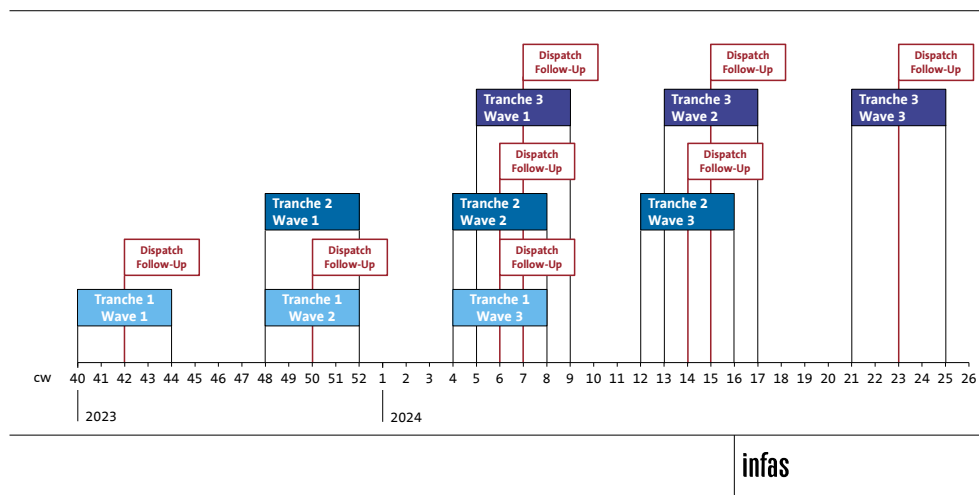 Dispatch
Follow-Up
Dispatch
Follow-Up
Dispatch
Follow-Up
Tranche 3
Wave 1
Tranche 3
Wave 2
Tranche 3
Wave 3
Dispatch
Follow-Up
Dispatch
Follow-Up
Tranche 2
Wave 1
Tranche 2
Wave 2
Tranche 2
Wave 3
Dispatch
Follow-Up
Dispatch
Follow-Up
Dispatch
Follow-Up
Tranche 1
Wave 1
Tranche 1
Wave 2
Tranche 1
Wave 3
cw 40 41 42 43 44 45 46 47 48 49 50 51 52 1 2 3 4 5 6 7 8 9 10 11 12 13 14 15 16 17 18 19 20 21 22 23 24 25 26
2023 2024
infas